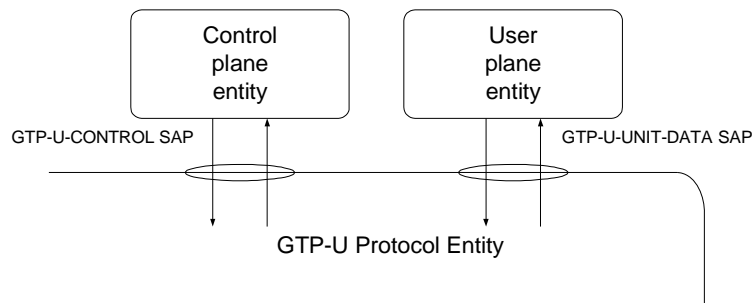 Control
plane
entity
User
plane
entity
GTP-U-CONTROL SAP
GTP-U-UNIT-DATA SAP
GTP-U Protocol Entity